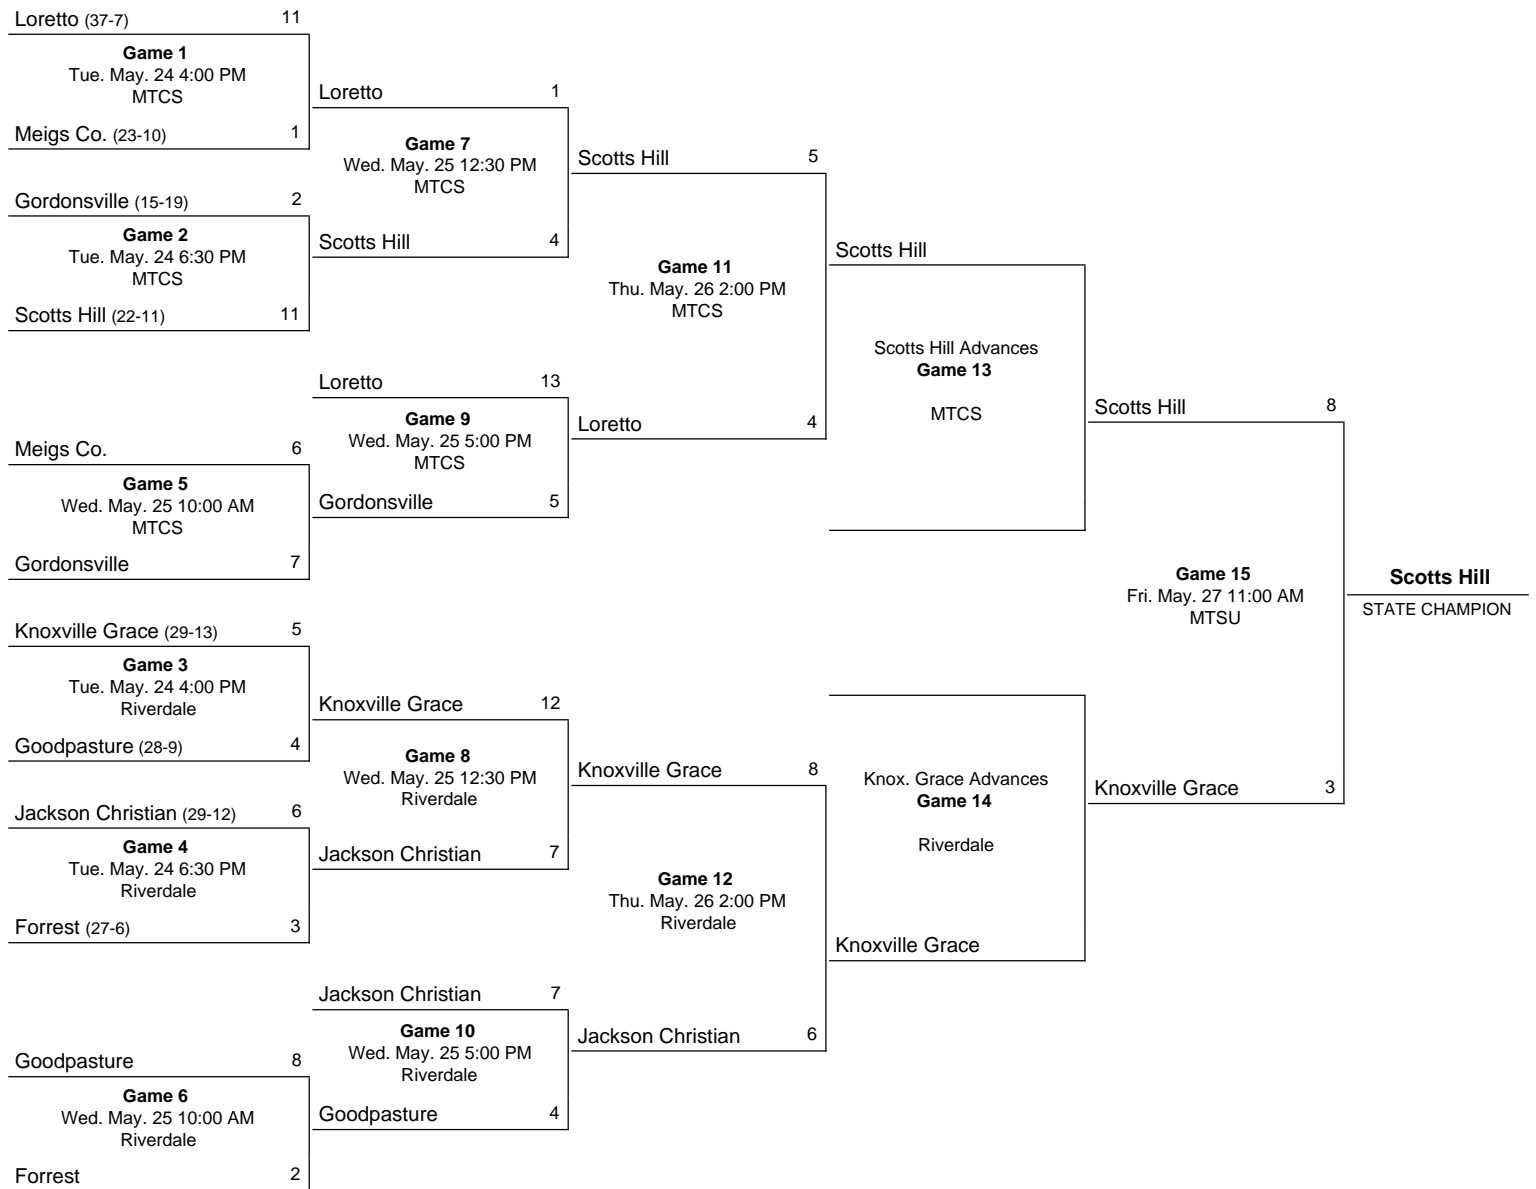 Loretto (37-7) 11
Game 1
Tue. May. 24 4:00 PM
MTCS
Meigs Co. (23-10) 1
Gordonsville (15-19) 2
Game 2
Tue. May. 24 6:30 PM
MTCS
Scotts Hill (22-11) 11
Meigs Co. 6
Game 5
Wed. May. 25 10:00 AM
MTCS
Gordonsville 7
Knoxville Grace (29-13) 5
Game 3
Tue. May. 24 4:00 PM
Riverdale
Goodpasture (28-9) 4
Jackson Christian (29-12) 6
Game 4
Tue. May. 24 6:30 PM
Riverdale
Forrest (27-6) 3
Goodpasture 8
Game 6
Wed. May. 25 10:00 AM
Riverdale
Forrest 2
Loretto 1
Game 7
Wed. May. 25 12:30 PM
MTCS
Scotts Hill 4
Loretto 13
Game 9
Wed. May. 25 5:00 PM
MTCS
Gordonsville 5
Knoxville Grace 12
Game 8
Wed. May. 25 12:30 PM
Riverdale
Jackson Christian 7
Jackson Christian 7
Game 10
Wed. May. 25 5:00 PM
Riverdale
Goodpasture 4
Scotts Hill 5
Game 11
Thu. May. 26 2:00 PM
MTCS
Loretto 4
Knoxville Grace 8
Game 12
Thu. May. 26 2:00 PM
Riverdale
Jackson Christian 6
Scotts Hill
Scotts Hill Advances
Game 13
MTCS
Knox. Grace Advances
Game 14
Riverdale
Knoxville Grace
Scotts Hill 8
Game 15
Fri. May. 27 11:00 AM
MTSU
Knoxville Grace 3
Scotts Hill
STATE CHAMPION